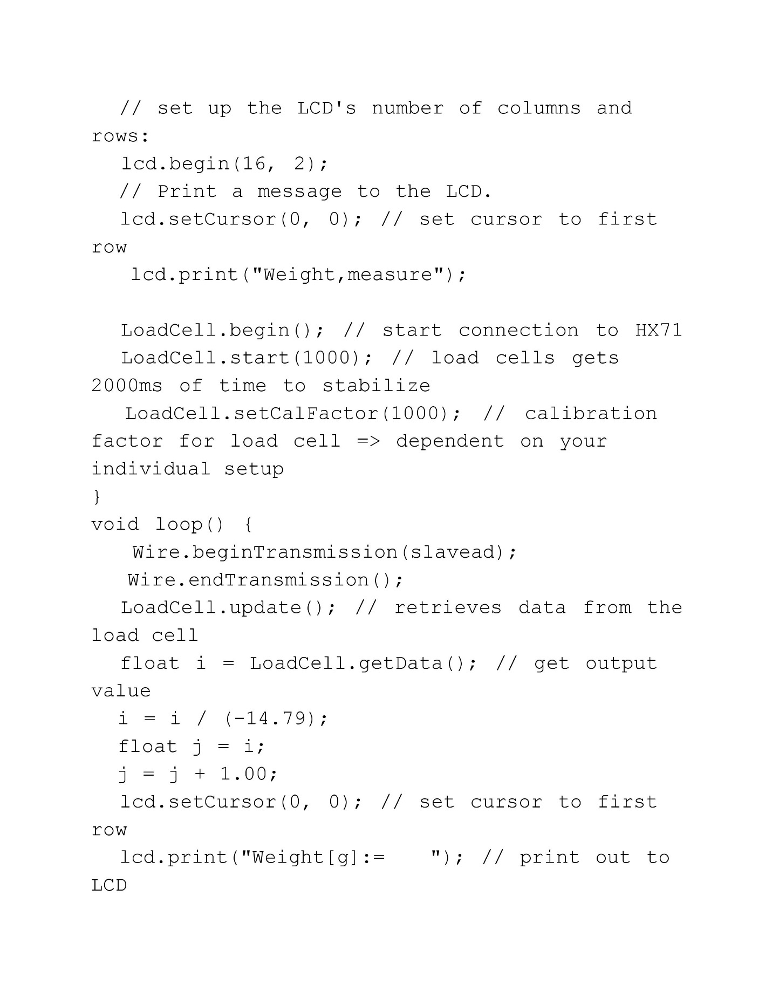 // set up the LCD's number of columns and
rows:
lcd.begin(16, 2);
// Print a message to the LCD.
lcd.setCursor(0, 0); // set cursor to first
row
lcd.print("Weight,measure");
LoadCell.begin(); // start connection to HX71
LoadCell.start(1000); // load cells gets
2000ms of time to stabilize
LoadCell.setCalFactor(1000); // calibration
factor for load cell => dependent on your
individual setup
}
void loop() {
Wire.beginTransmission(slavead);
Wire.endTransmission();
LoadCell.update(); // retrieves data from the
load cell
float i = LoadCell.getData(); // get output
value
i = i / (-14.79);
float j = i;
j = j + 1.00;
lcd.setCursor(0, 0); // set cursor to first
row
lcd.print("Weight[g]:=   "); // print out to
LCD